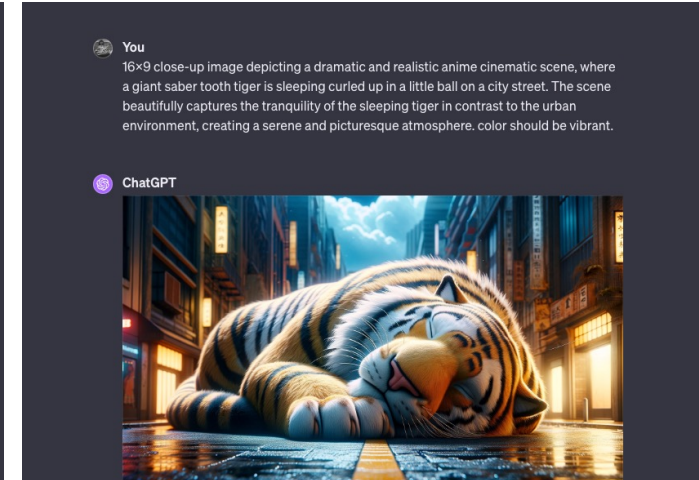 You
16×9 close-up image depicting a dramatic and realistic anime cinematic scene, where
a giant saber tooth tiger is sleeping curled up in a little ball on a city street. The scene
beautifully captures the tranquility of the sleeping tiger in contrast to the urban
environment, creating a serene and picturesque atmosphere. color should be vibrant.
ChatGPT